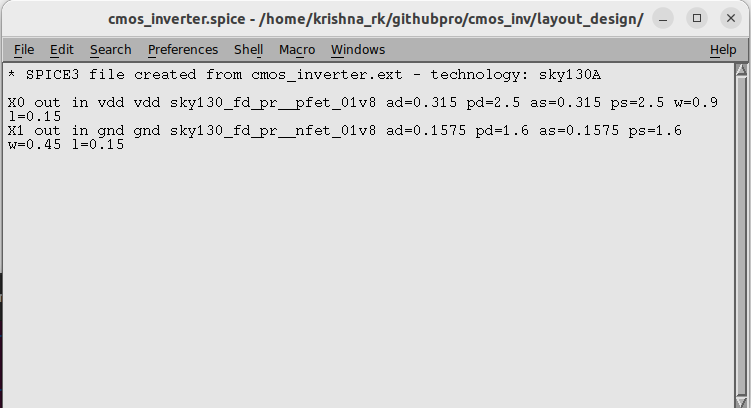 cmos_inverter.spice - /home/krishna_rk/githubpro/cmos_inv/layout_design/
File Edit Search Preferences Shell Macro Windows Help
* SPICE3 file created from cmos_inverter.ext - technology: sky130A
X0 out in vdd vdd sky130_fd_pr__pfet_01v8 ad=0.315 pd=2.5 as=0.315 ps=2.5 w=0.9
l=0.15
X1 out in gnd gnd sky130_fd_pr__nfet_01v8 ad=0.1575 pd=1.6 as=0.1575 ps=1.6
w=0.45 l=0.15